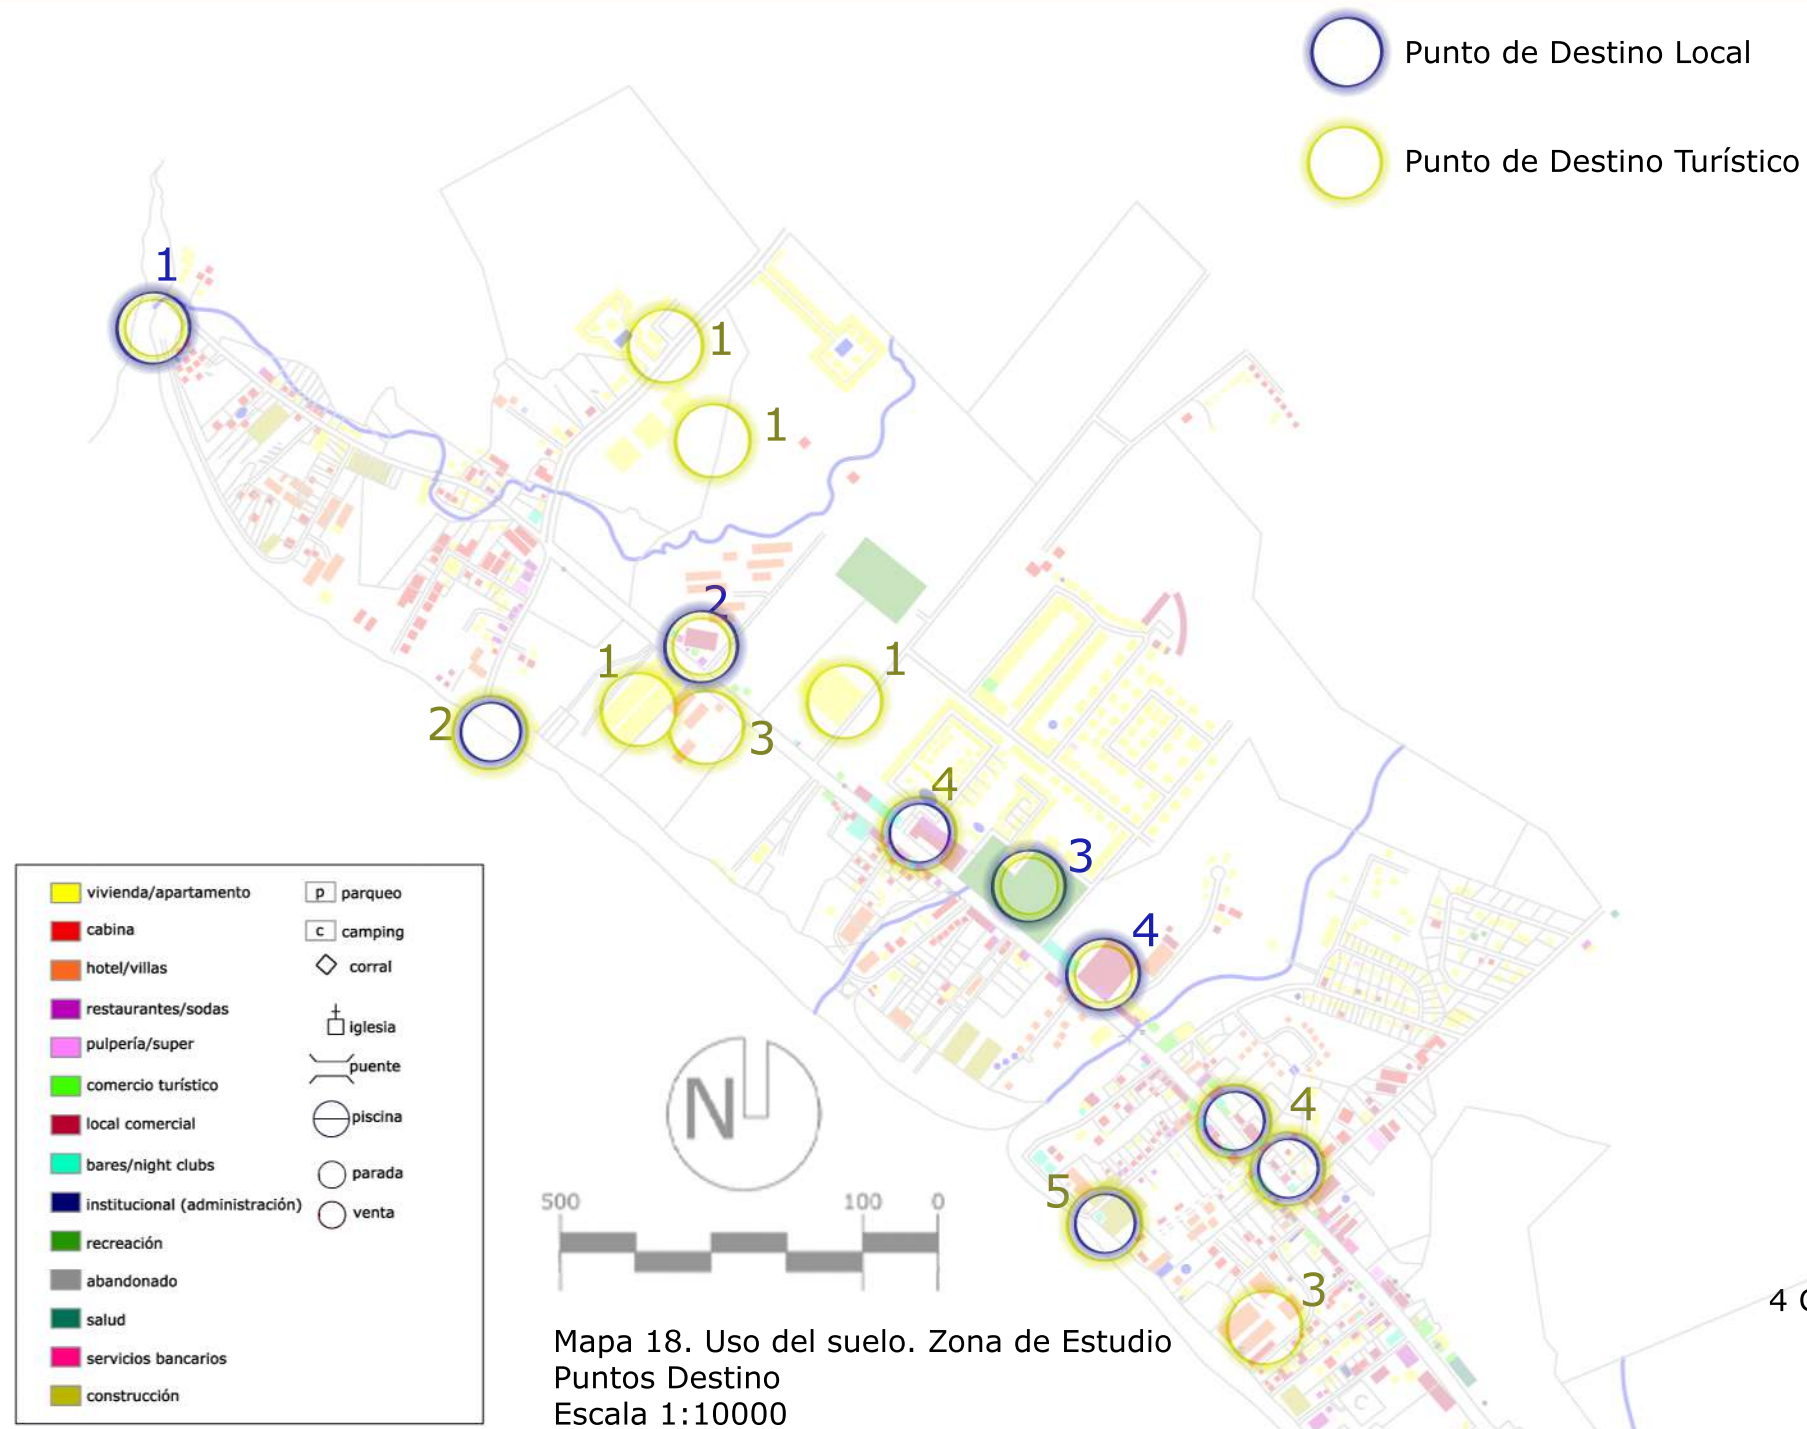 Punto de Destino Local
Punto de Destino Turístico
1
1
1
2
1
1
2
3
4
3
4
4
5
3
vivienda/apartamento
cabina
hotel/villas
restaurantes/sodas
pulpería/super
comercio turístico
local comercial
bares/night clubs
institucional (administración)
recreación
abandonado
salud
servicios bancarios
construcción
p parqueo
c camping
corral
iglesia
puente
piscina
parada
venta
N
500 100 0
Mapa 18. Uso del suelo. Zona de Estudio
Puntos Destino
Escala 1:10000
4
C